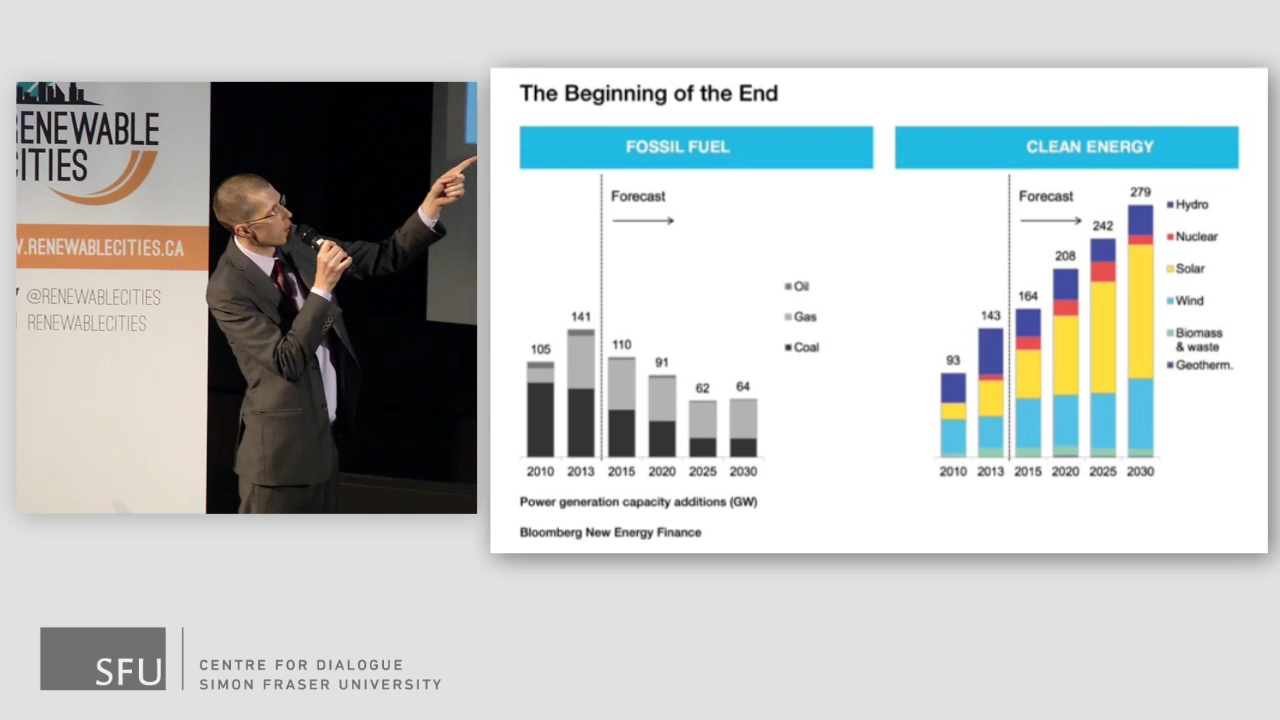 ENEWABLE
CITIES
V.RENEWABLECITIES.CA
@RENEWABLECITIES
RENEWABLECITIES
The Beginning of the End
FOSSIL FUEL
Forecast
105
141
110
91
62
64
Oil
Gas
Coal
2010 2013 2015 2020 2025 2030
Power generation capacity additions (GW)
Bloomberg New Energy Finance
CLEAN ENERGY
Forecast
93
143
164
208
242
279
Hydro
Nuclear
Solar
Wind
Biomass
& waste
Geotherm.
2010 2013 2015 2020 2025 2030
SFU
CENTRE FOR DIALOGUE
SIMON FRASER UNIVERSITY